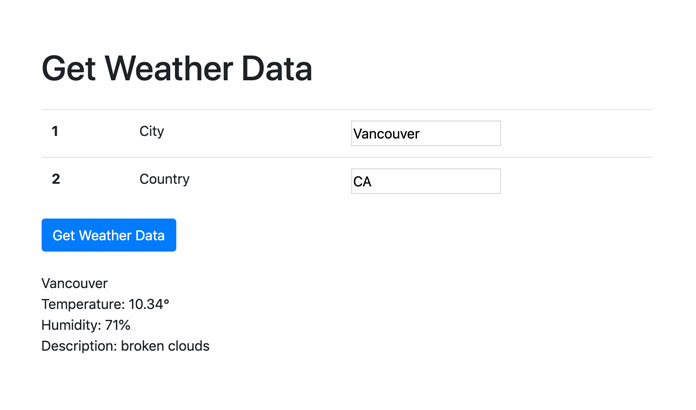 Get Weather Data
1 City Vancouver
2 Country CA
Get Weather Data
Vancouver
Temperature: 10.34°
Humidity: 71%
Description: broken clouds